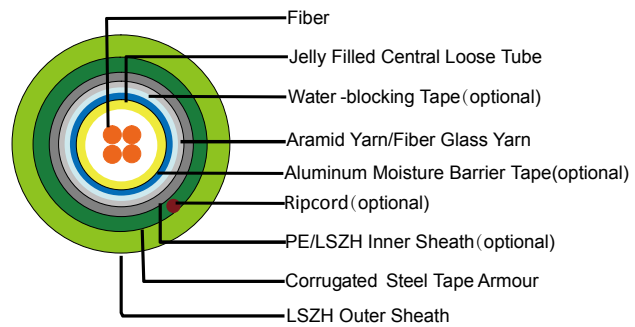 Fiber
Jelly Filled Central Loose Tube
Water -blocking Tape（optional)
Aramid Yarn/Fiber Glass Yarn
Aluminum Moisture Barrier Tape(optional)
Ripcord（optional)
PE/LSZH Inner Sheath（optional)
Corrugated Steel Tape Armour
LSZH Outer Sheath